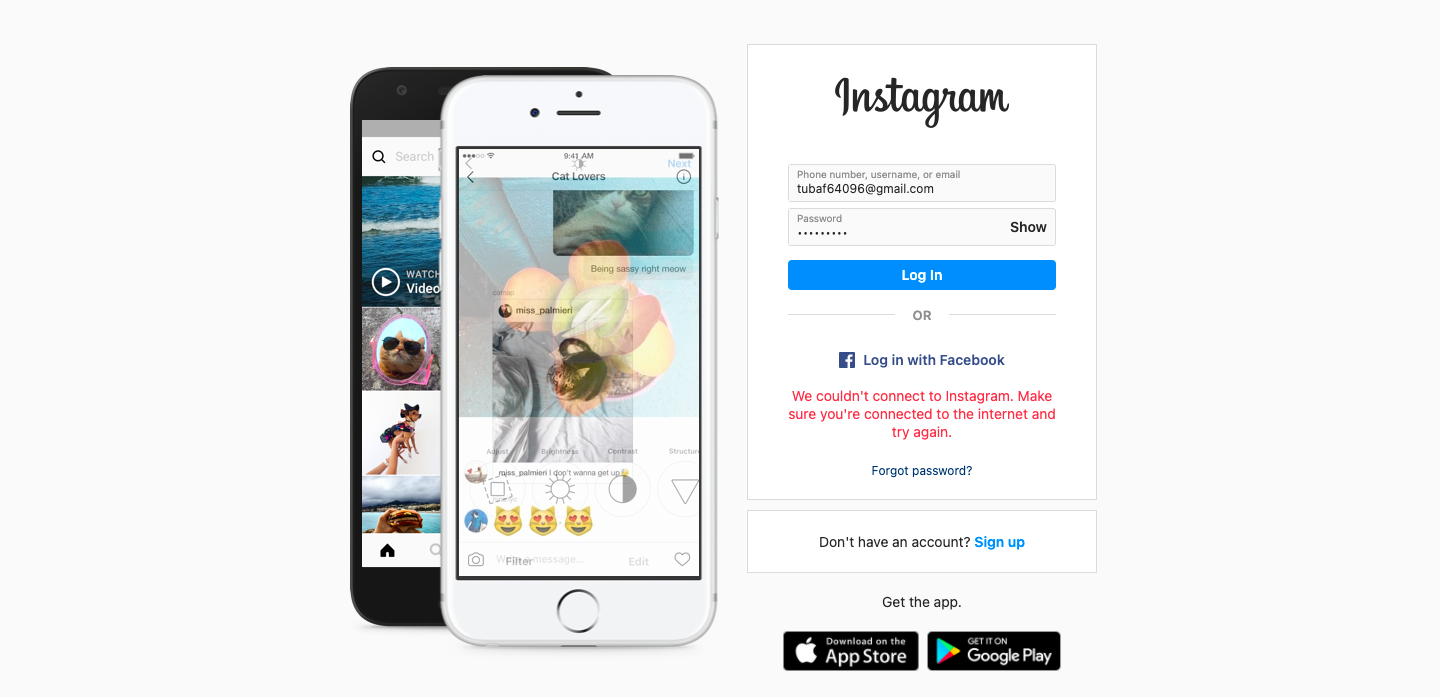 Search
WATCH
Video
9:41 AM
Next
Cat Lovers
Being sassy right meow
miss_palmieri
Adjust Brightness Contrast Structure
miss_palmieri I don't wanna get up
Write a message...
Filter Edit
Instagram
Phone number, username, or email
tubaf64096@gmail.com
Password
•••••••••
Show
Log In
OR
Log in with Facebook
We couldn't connect to Instagram. Make
sure you're connected to the internet and
try again.
Forgot password?
Don't have an account? Sign up
Get the app.
Download on the
App Store
GET IT ON
Google Play